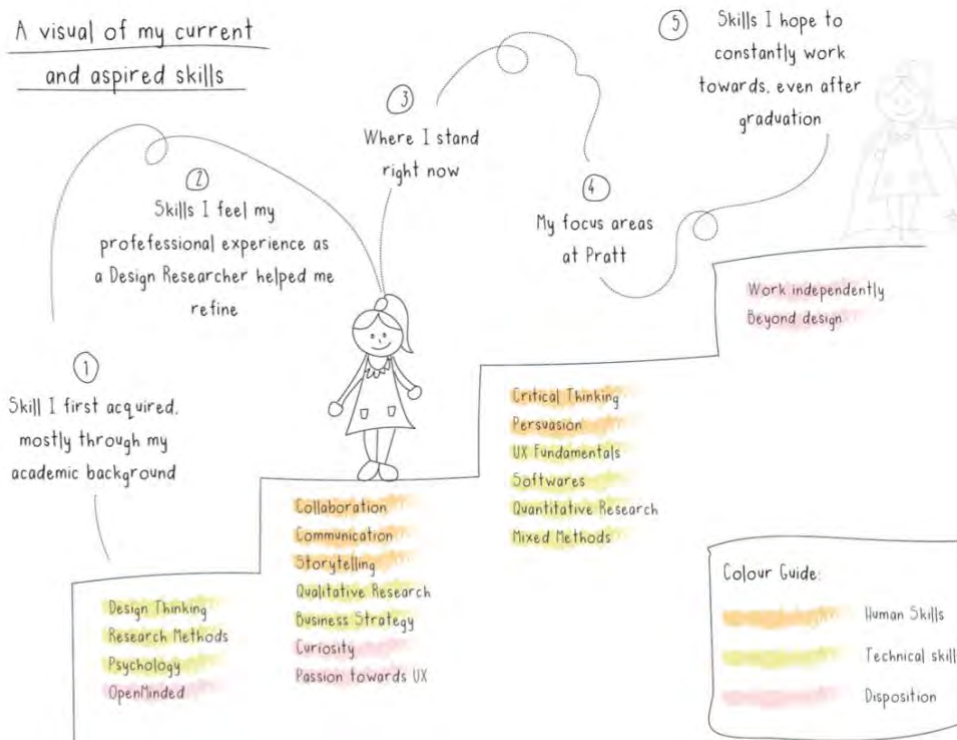 A visual of my current
and aspired skills
1
Skill I first acquired,
mostly through my
academic background
2
Skills I feel my
profefessional experience as
a Design Researcher helped me
refine
3
Where I stand
right now
4
My focus areas
at Pratt
5
Skills I hope to
constantly work
towards, even after
graduation
Design Thinking
Research Methods
Psychology
OpenMinded
Collaboration
Communication
Storytelling
Qualitative Research
Business Strategy
Curiosity
Passion towards UX
Critical Thinking
Persuasion
UX Fundamentals
Softwares
Quantitative Research
Mixed Methods
Work independently
Beyond design
Colour Guide:
Human Skills
Technical skill
Disposition